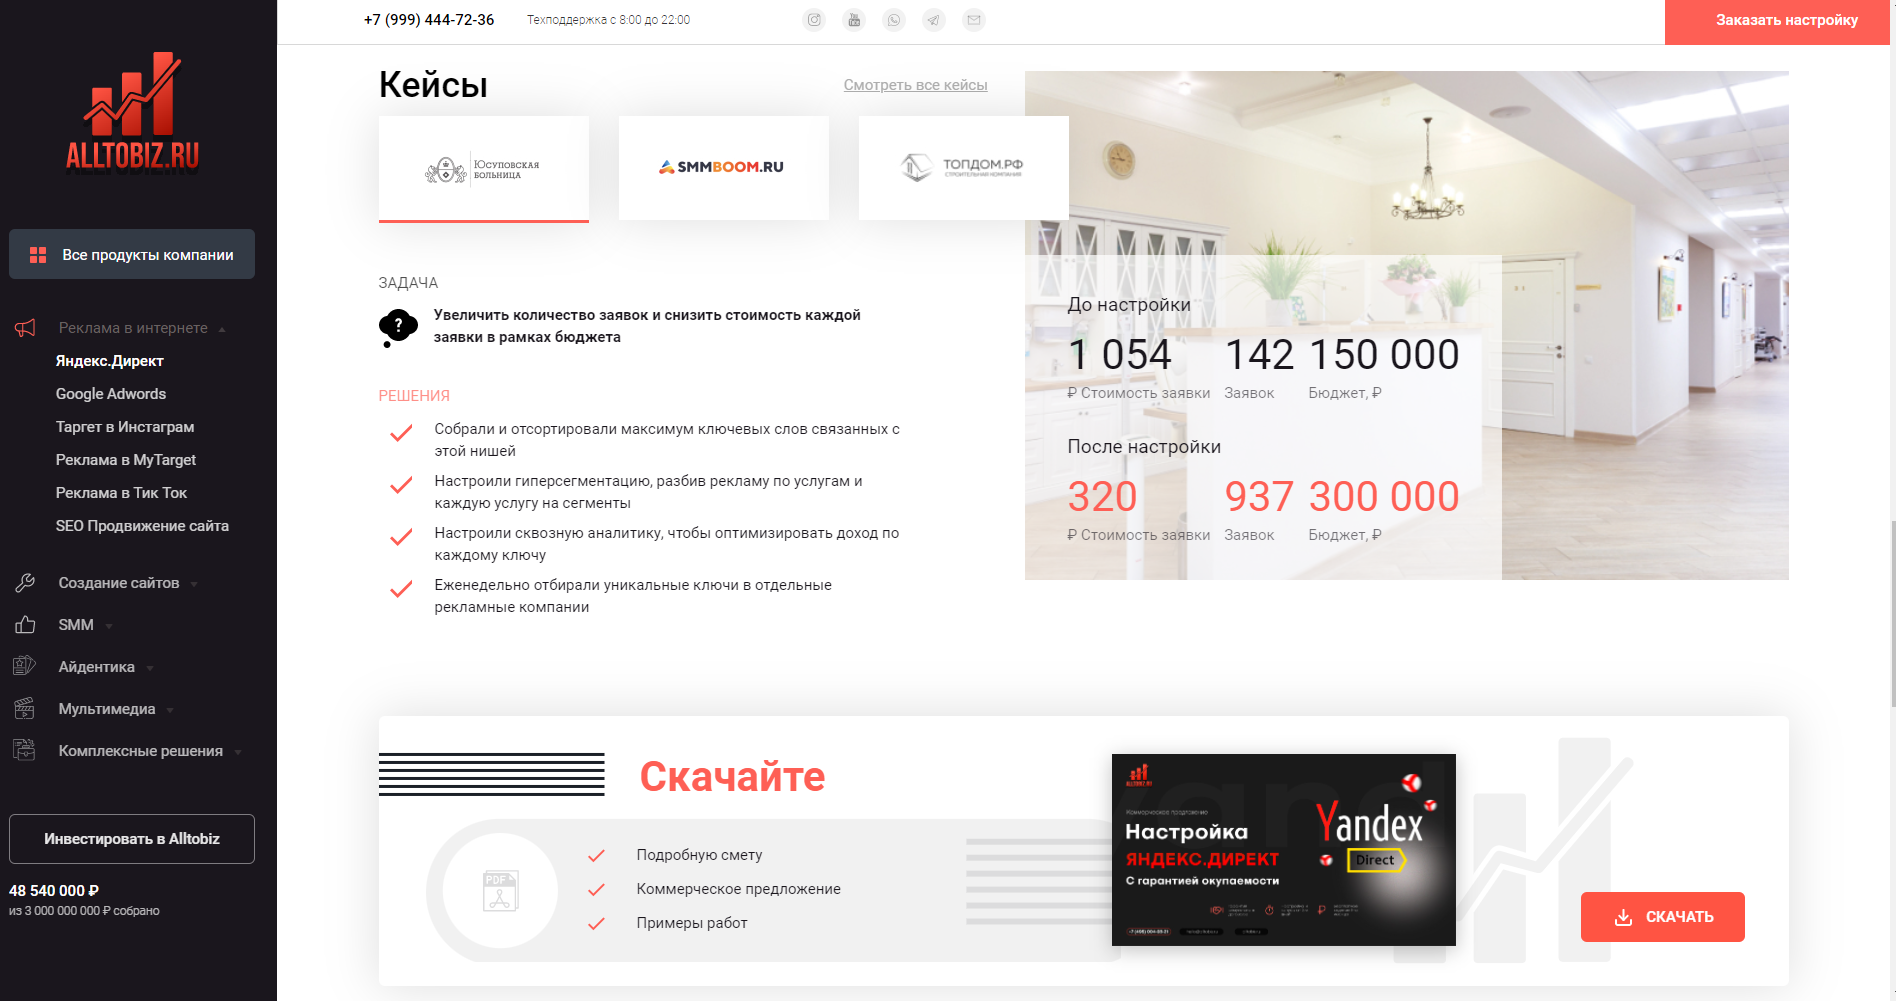 +7 (999) 444-72-36
Техподдержка с 8:00 до 22:00
Заказать настройку
ALLTOBIZ.RU
Все продукты компании
Реклама в интернете
Яндекс.Директ
Google Adwords
Таргет в Инстаграм
Реклама в MyTarget
Реклама в Тик Ток
SEO Продвижение сайта
Создание сайтов
SMM
Айдентика
Мультимедиа
Комплексные решения
Инвестировать в Alltobiz
48 540 000 ₽
из 3 000 000 000 ₽ собрано
Кейсы
Смотреть все кейсы
Юсуповская
больница
SMMBOOM.RU
ТОПДОМ.РФ
СТРОИТЕЛЬНАЯ КОМПАНИЯ
ЗАДАЧА
?
Увеличить количество заявок и снизить стоимость каждой
заявки в рамках бюджета
РЕШЕНИЯ
Собрали и отсортировали максимум ключевых слов связанных с
этой нишей
Настроили гиперсегментацию, разбив рекламу по услугам и
каждую услугу на сегменты
Настроили сквозную аналитику, чтобы оптимизировать доход по
каждому ключу
Еженедельно отбирали уникальные ключи в отдельные
рекламные компании
До настройки
1 054 142 150 000
₽ Стоимость заявки Заявок Бюджет, ₽
После настройки
320 937 300 000
₽ Стоимость заявки Заявок Бюджет, ₽
Скачайте
PDF
Подробную смету
Коммерческое предложение
Примеры работ
ALLTOBIZ.RU
Коммерческое предложение
Настройка
ЯНДЕКС.ДИРЕКТ
С гарантией окупаемости
Yandex
Direct
СКАЧАТЬ